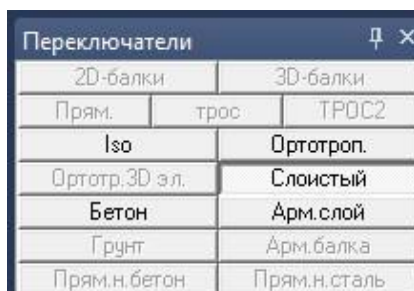 Переключатели
2D-балки 3D-балки
Прям. трос ТРОС2
Iso Ортотроп.
Ортотр.3D эл. Слоистый
Бетон Арм.слой
Грунт Арм.балка
Прям.н.бетон Прям.н.сталь